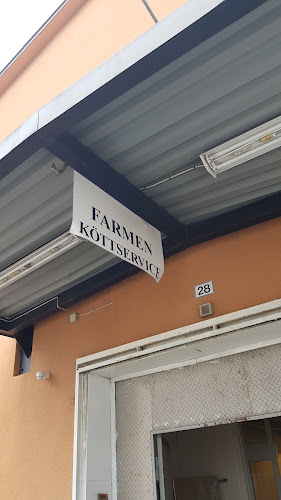 FARMEN
KÖTTSERVICE
28